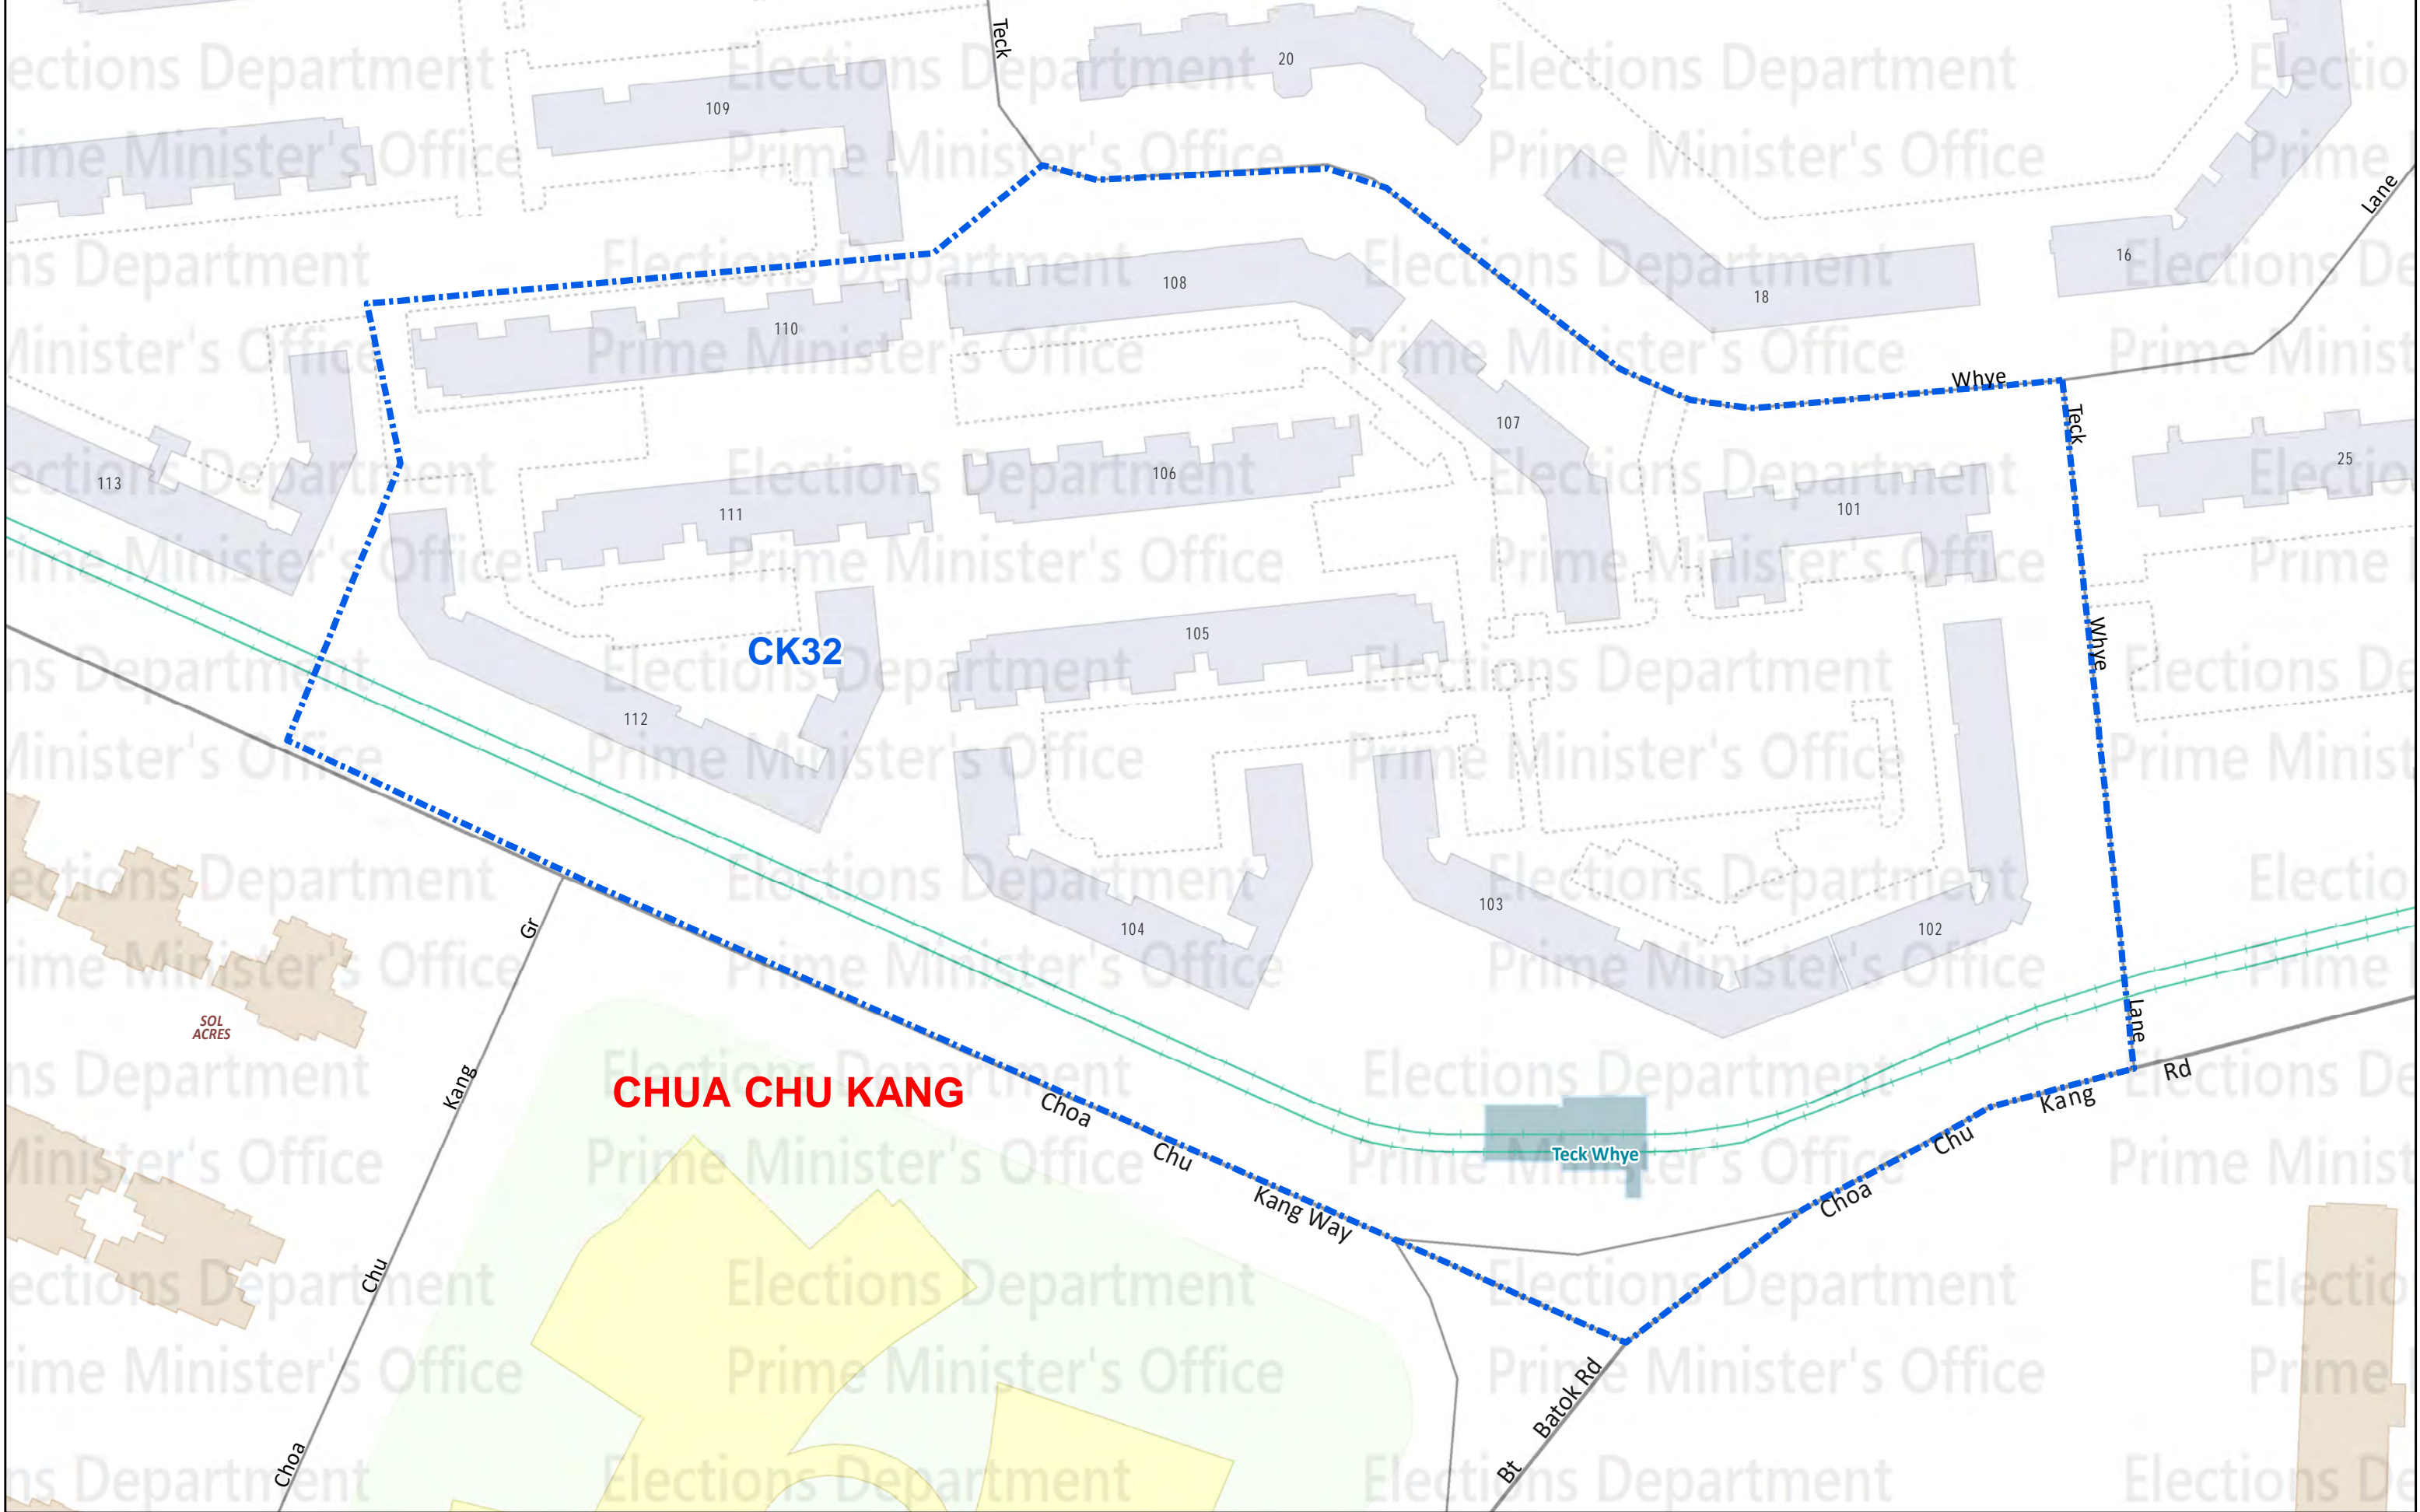 Teck
20
109
Lane
16
108
18
110
Whye
Teck
107
25
106
113
101
111
Whye
105
CK32
112
103
104
102
Gr
SOL
ACRES
Lane
Rd
Kang
CHUA CHU KANG
Kang
Choa
Chu
Chu
Teck Whye
Kang Way
Choa
Chu
Batok Rd
Choa
Bt
Elections Department
Prime Minister's Office